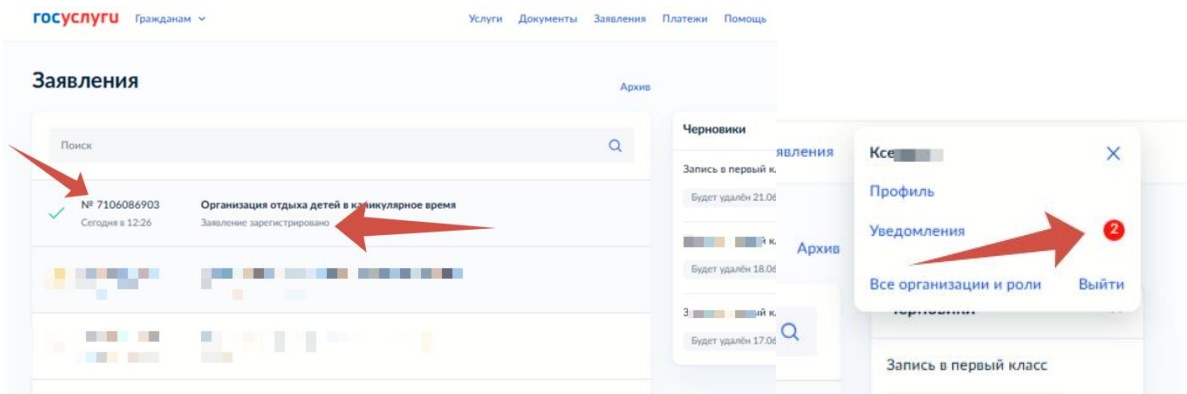 госуслуги Гражданам Услуги Документы Заявления Платежи Помощь
Заявления
Архив
Поиск
№ 7106086903 Организация отдыха детей в каникулярное время
Сегодня в 12:26 Заявление зарегистрировано
Черновики
Запись в первый к
Будет удалён 21.06
Будет удалён 18.06
Будет удалён 17.06
явления
Архив
Ксе
Профиль
Уведомления 2
Все организации и роли Выйти
Запись в первый класс